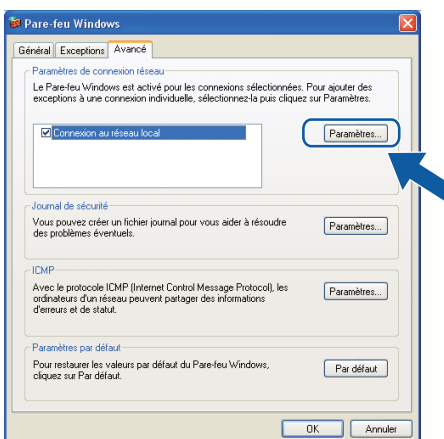 Pare-feu Windows
Général Exceptions Avancé
Paramètres de connexion réseau
Le Pare-feu Windows est activé pour les connexions sélectionnées. Pour ajouter des
exceptions à une connexion individuelle, sélectionnez-la puis cliquez sur Paramètres.
Connexion au réseau local
Paramètres...
Journal de sécurité
Vous pouvez créer un fichier journal pour vous aider à résoudre
des problèmes éventuels.
Paramètres...
ICMP
Avec le protocole ICMP (Internet Control Message Protocol), les
ordinateurs d'un réseau peuvent partager des informations
d'erreurs et de statut.
Paramètres...
Paramètres par défaut
Pour restaurer les valeurs par défaut du Pare-feu Windows,
cliquez sur Par défaut.
Par défaut
OK Annuler